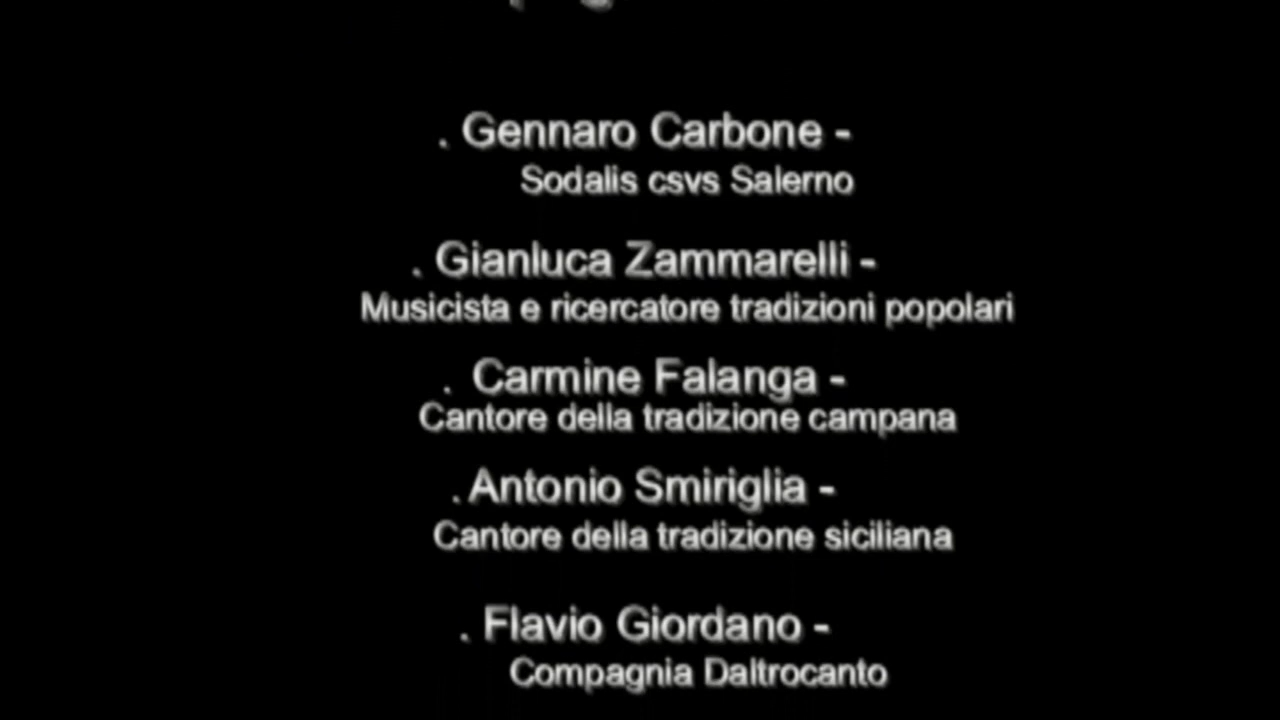 . Gennaro Carbone -
Sodalis csvs Salerno
. Gianluca Zammarelli -
Musicista e ricercatore tradizioni popolari
. Carmine Falanga -
Cantore della tradizione campana
. Antonio Smiriglia -
Cantore della tradizione siciliana
. Flavio Giordano -
Compagnia Daltrocanto